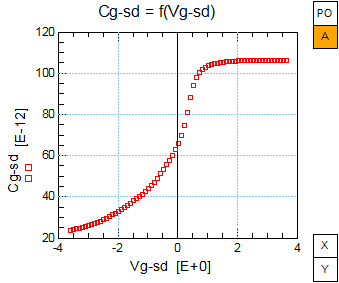 Cg-sd = f(Vg-sd)
PO
A
120
100
80
60
40
20
Cg-sd [E-12]
-4 -2 0 2 4
Vg-sd [E+0]
X
Y